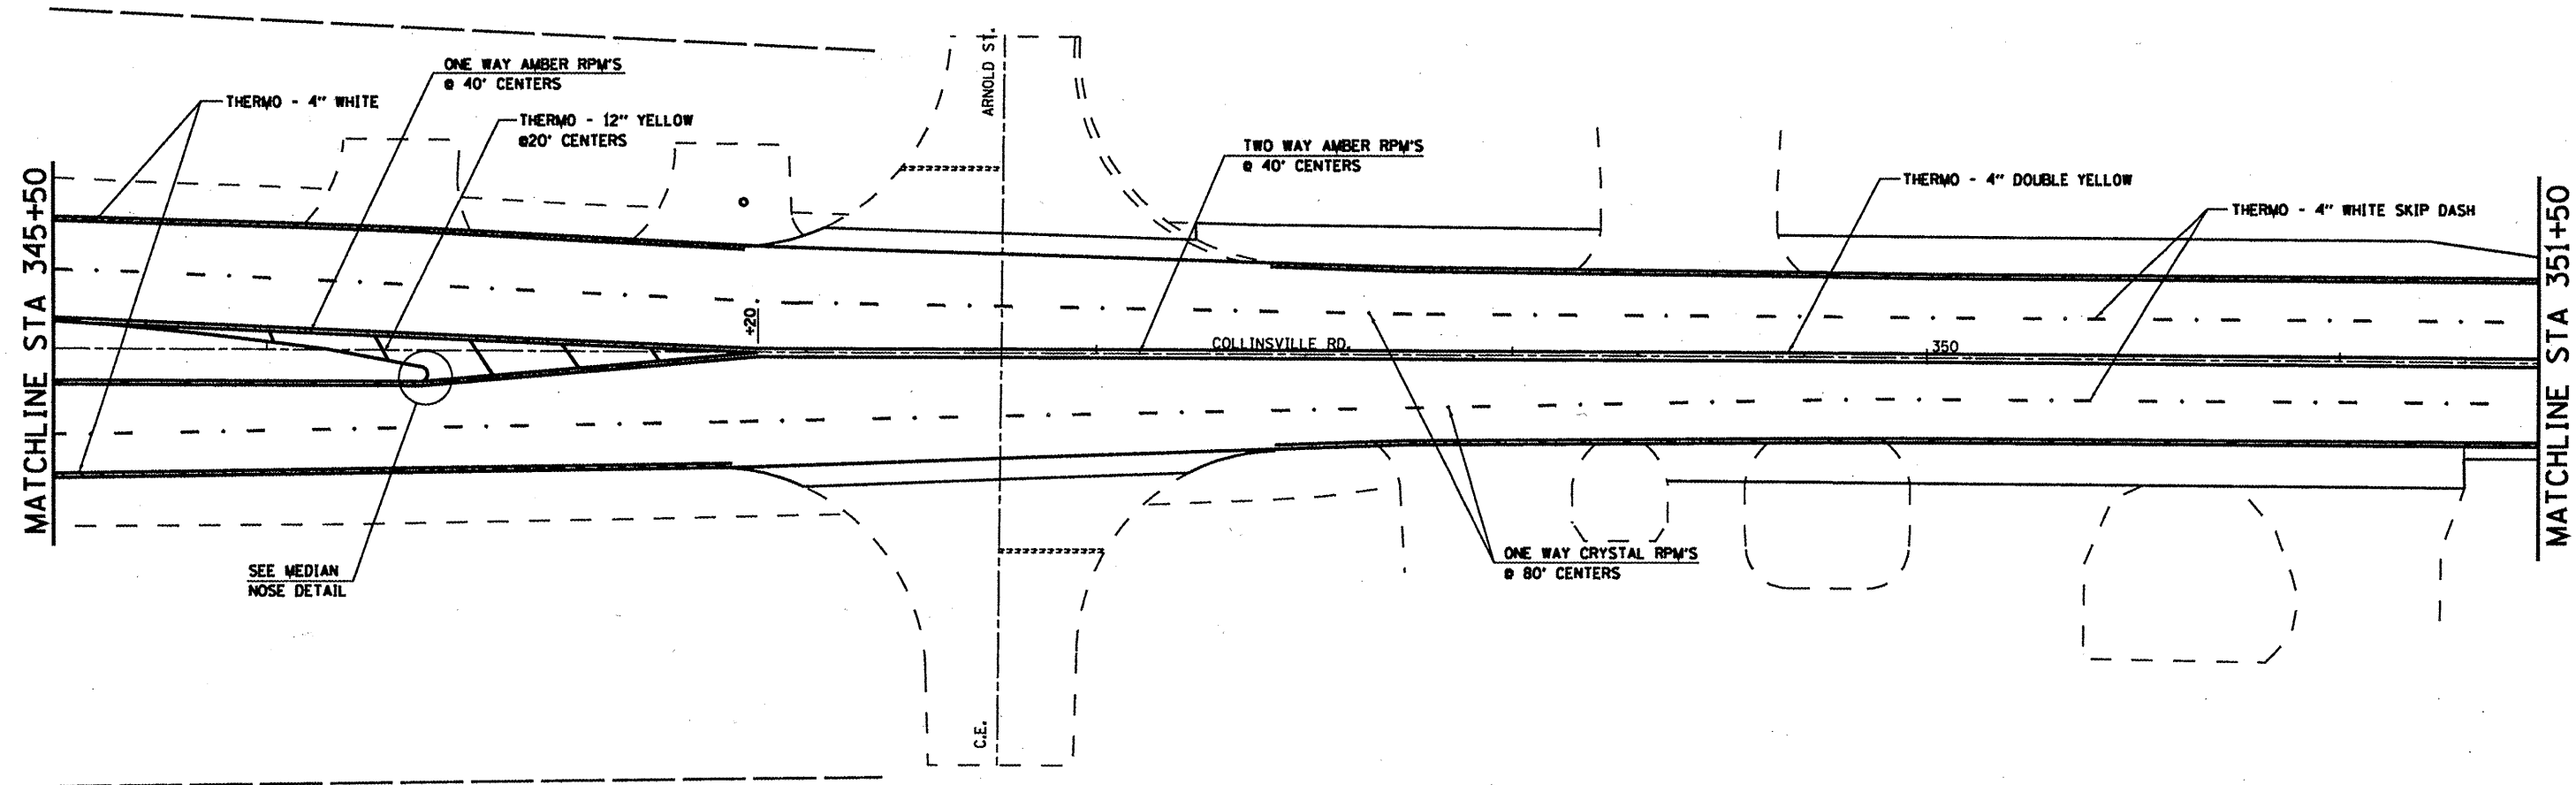 ONE WAY AMBER RPM'S
@ 40' CENTERS
THERMO - 4" WHITE
THERMO - 12" YELLOW
@20' CENTERS
ARNOLD ST.
TWO WAY AMBER RPM'S
@ 40' CENTERS
THERMO - 4" DOUBLE YELLOW
THERMO - 4" WHITE SKIP DASH
MATCHLINE STA 345+50
MATCHLINE STA 351+50
+20
COLLINSVILLE RD.
350
SEE MEDIAN
NOSE DETAIL
ONE WAY CRYSTAL RPM'S
@ 80' CENTERS
C.E.